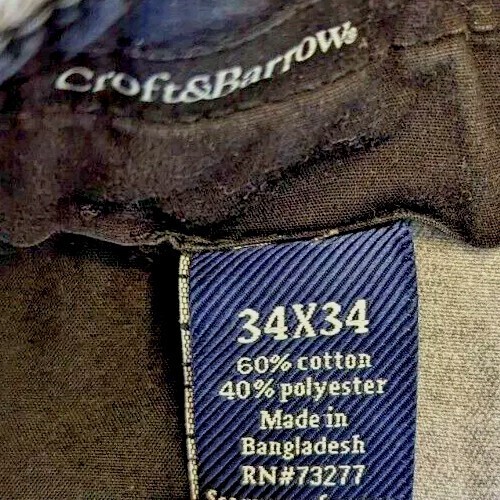 Croft&Barrow®
34X34
60% cotton
40% polyester
Made in
Bangladesh
RN#73277